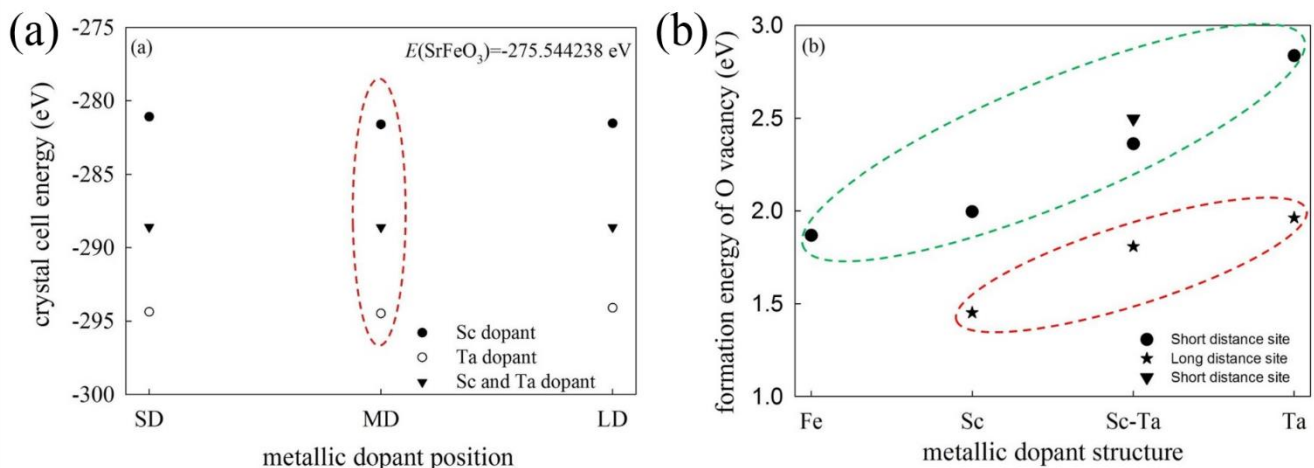 (a)
(a)
E(SrFeO3)=-275.544238 eV
-275
-280
-285
-290
-295
-300
crystal cell energy (eV)
Sc dopant
Ta dopant
Sc and Ta dopant
SD
MD
LD
metallic dopant position
(b)
(b)
3.0
2.5
2.0
1.5
1.0
formation energy of O vacancy (eV)
Short distance site
Long distance site
Short distance site
Fe
Sc
Sc-Ta
Ta
metallic dopant structure